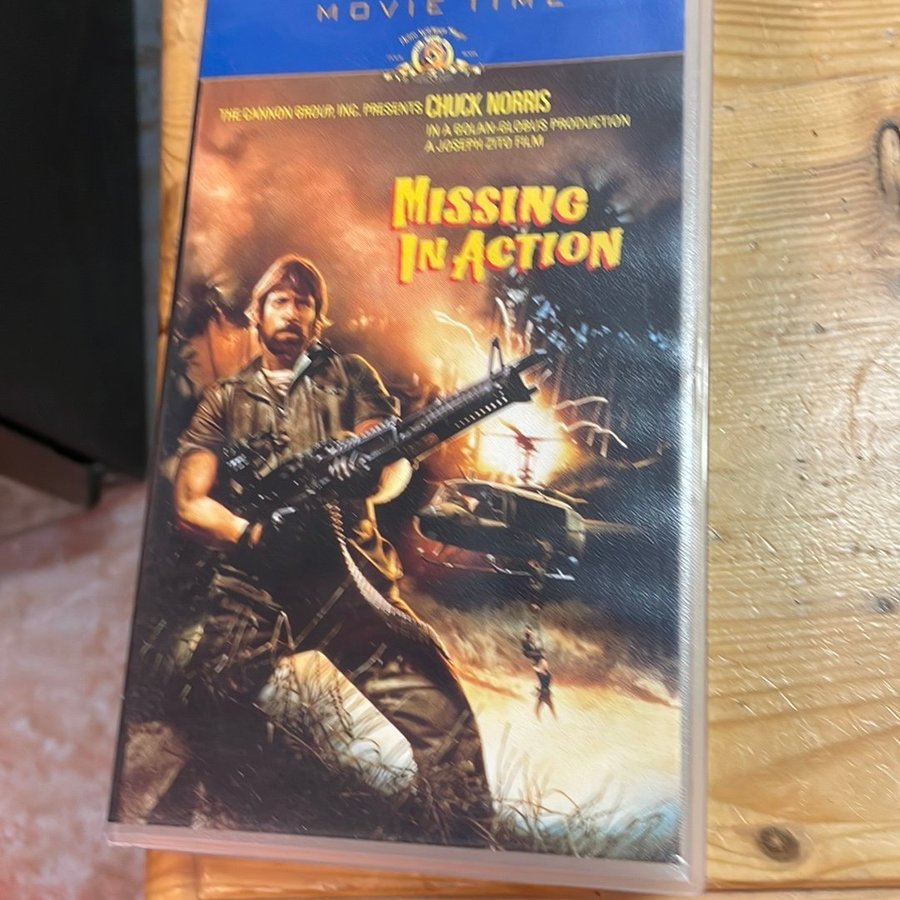 MOVIE TIME
THE CANNON GROUP, INC. PRESENTS CHUCK NORRIS
IN A GOLAN-GLOBUS PRODUCTION
A JOSEPH ZITO FILM
MISSING
IN ACTION